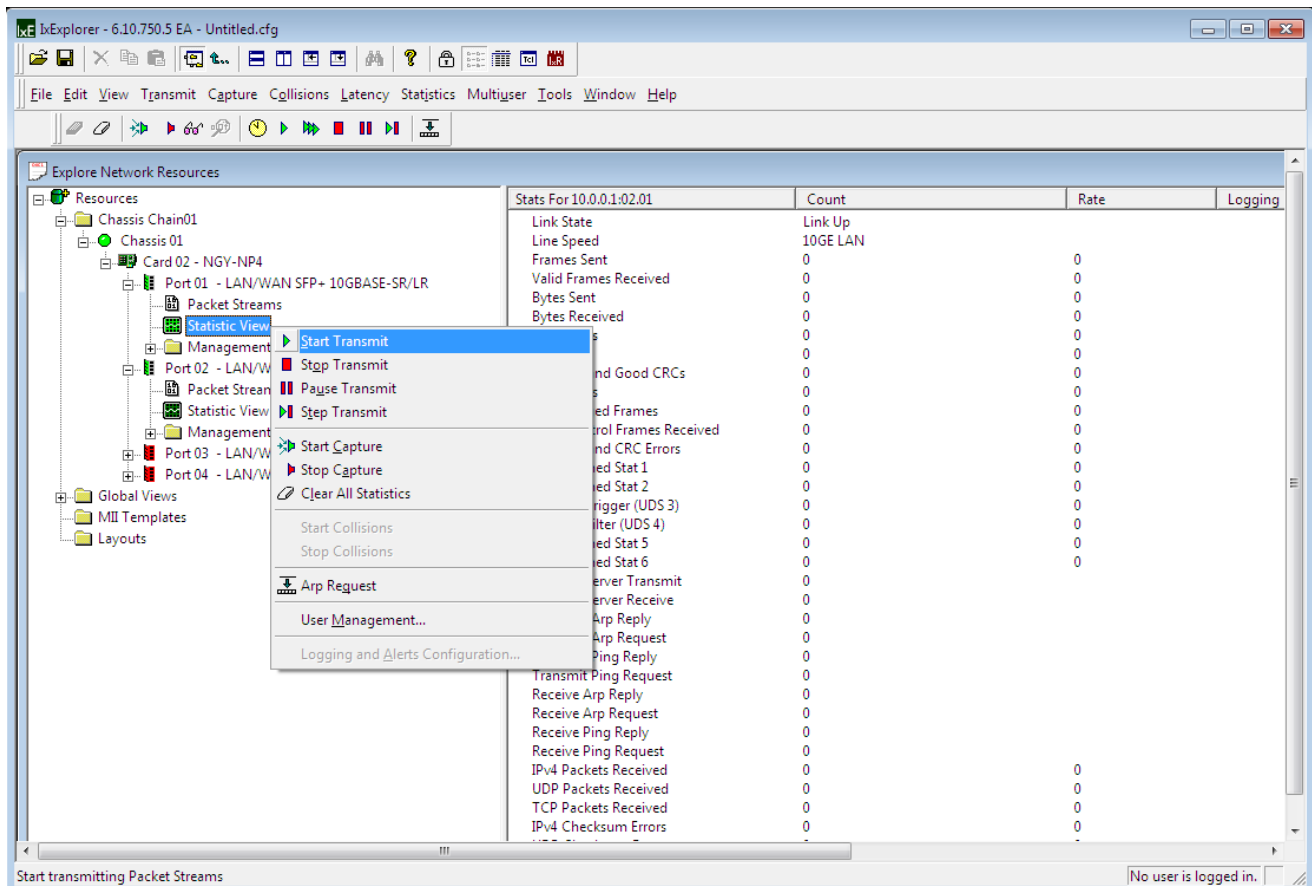 IxExplorer - 6.10.750.5 EA - Untitled.cfg
Tcl IxR
File Edit View Transmit Capture Collisions Latency Statistics Multiuser Tools Window Help
Explore Network Resources
Resources
Chassis Chain01
Chassis 01
Card 02 - NGY-NP4
Port 01 - LAN/WAN SFP+ 10GBASE-SR/LR
Packet Streams
Statistic View
Management
Port 02 - LAN/W
Packet Stream
Statistic View
Management
Port 03 - LAN/W
Port 04 - LAN/W
Global Views
MII Templates
Layouts
Start Transmit
Stop Transmit
Pause Transmit
Step Transmit
Start Capture
Stop Capture
Clear All Statistics
Start Collisions
Stop Collisions
Arp Request
User Management...
Logging and Alerts Configuration...
Stats For 10.0.0.1:02.01 Count Rate Logging
Link State Link Up
Line Speed 10GE LAN
Frames Sent 0 0
Valid Frames Received 0 0
Bytes Sent 0 0
Bytes Received 0 0
s 0 0
0 0
nd Good CRCs 0 0
s 0 0
ed Frames 0 0
rol Frames Received 0 0
nd CRC Errors 0 0
ed Stat 1 0 0
ed Stat 2 0 0
rigger (UDS 3) 0 0
ilter (UDS 4) 0 0
ed Stat 5 0 0
ed Stat 6 0 0
erver Transmit 0
erver Receive 0
Arp Reply 0
Arp Request 0
Ping Reply 0
Transmit Ping Request 0
Receive Arp Reply 0
Receive Arp Request 0
Receive Ping Reply 0
Receive Ping Request 0
IPv4 Packets Received 0 0
UDP Packets Received 0 0
TCP Packets Received 0 0
IPv4 Checksum Errors 0 0
Start transmitting Packet Streams
No user is logged in.